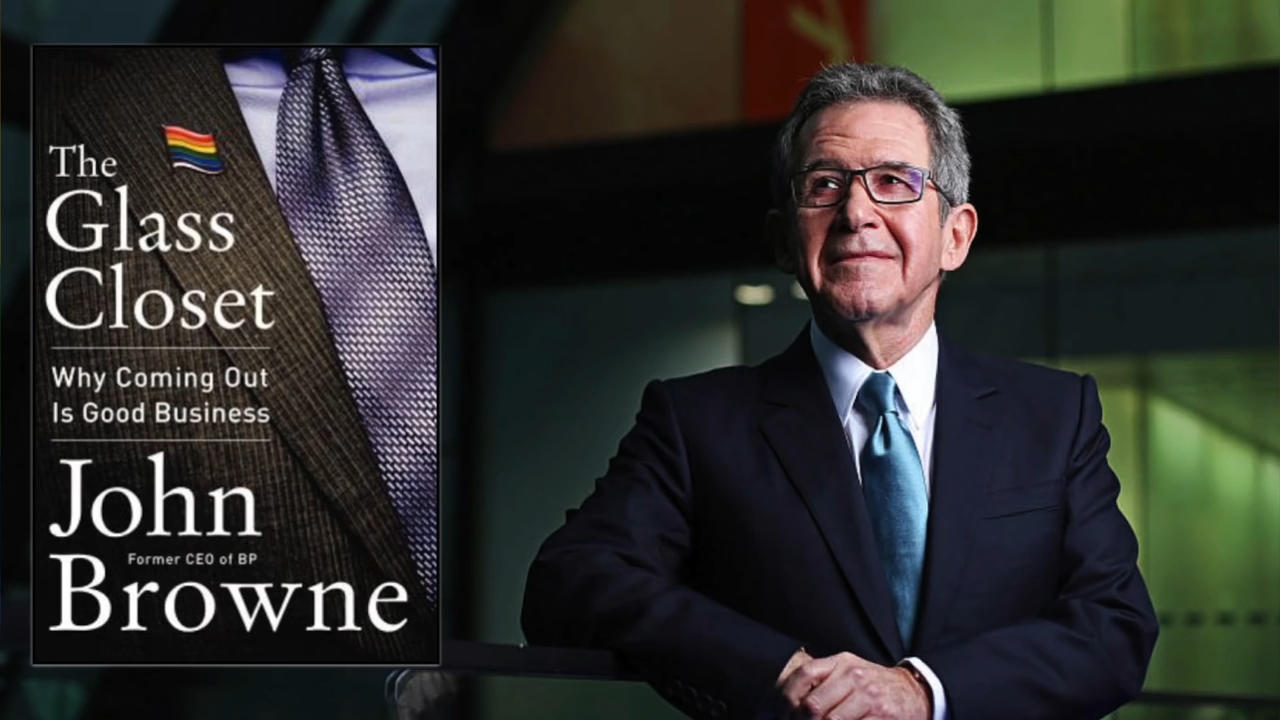 The
Glass
Closet
Why Coming Out
Is Good Business
John
Former CEO of BP
Browne